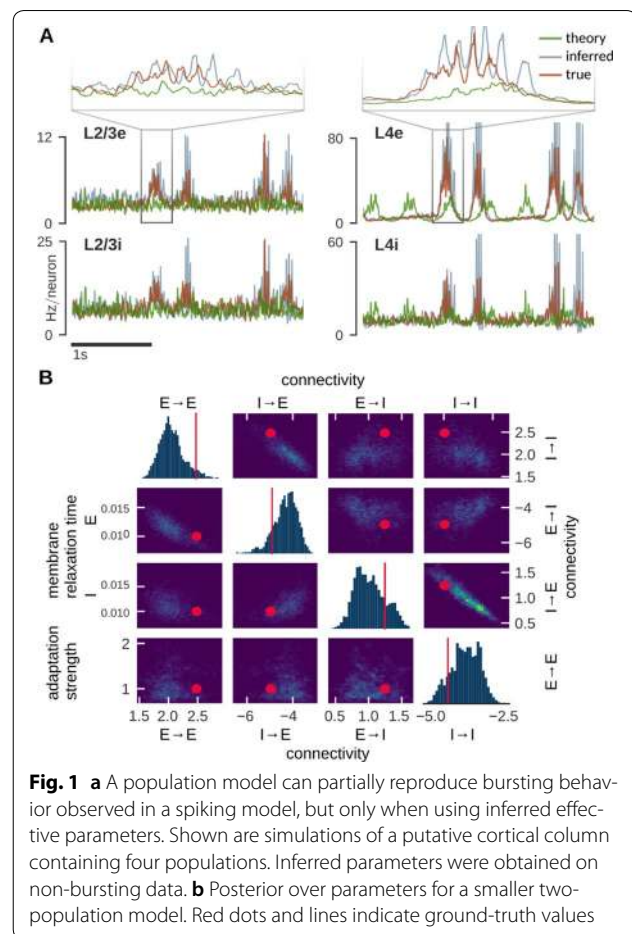 A
theory
inferred
true
L2/3e
L4e
12
0
80
0
L2/3i
L4i
25
0
60
0
Hz/neuron
1s
B
connectivity
E → E
I → E
E → I
I → I
2.5
2.0
1.5
I → I
membrane
relaxation time
E
0.015
0.010
−4
−6
E → I
connectivity
I
0.015
0.010
1.5
1.0
0.5
I → E
adaptation
strength
2
1
E → E
1.5 2.0 2.5
−6 −4
0.5 1.0 1.5
−5.0 −2.5
E → E
I → E
E → I
I → I
connectivity
Fig. 1 a A population model can partially reproduce bursting behav-
ior observed in a spiking model, but only when using inferred effec-
tive parameters. Shown are simulations of a putative cortical column
containing four populations. Inferred parameters were obtained on
non-bursting data. b Posterior over parameters for a smaller two-
population model. Red dots and lines indicate ground-truth values